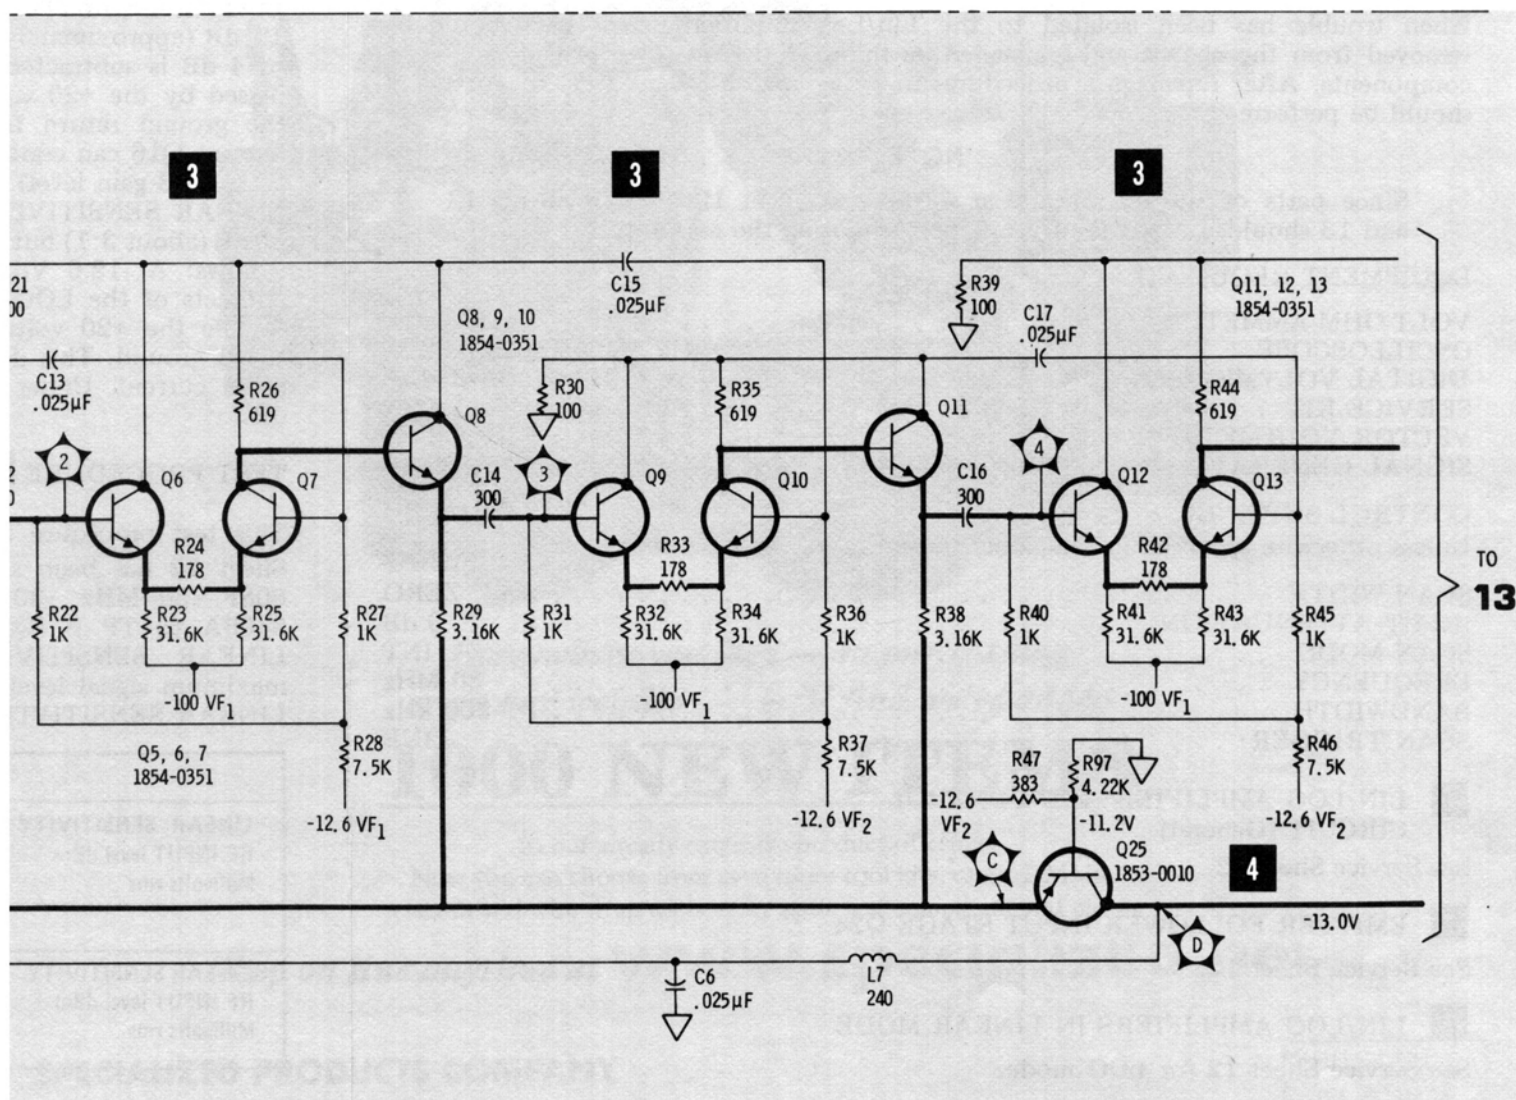 3
3
3
21
00
C13
.025µF
R26
619
Q8, 9, 10
1854-0351
C15
.025µF
R39
100
C17
.025µF
Q11, 12, 13
1854-0351
Q8
R30
100
R35
619
Q11
R44
619
2
2
0
Q6
Q7
C14
300
3
Q9
Q10
C16
300
4
Q12
Q13
R24
178
R33
178
R42
178
TO
13
R22
1K
R23
31.6K
R25
31.6K
R27
1K
R29
3.16K
R31
1K
R32
31.6K
R34
31.6K
R36
1K
R38
3.16K
R40
1K
R41
31.6K
R43
31.6K
R45
1K
-100 VF1
-100 VF1
-100 VF1
Q5, 6, 7
1854-0351
R28
7.5K
R37
7.5K
R47
383
R97
4.22K
R46
7.5K
-12.6 VF1
-12.6 VF2
-12.6
VF2
-11.2V
-12.6 VF2
C
Q25
1853-0010
4
-13.0V
D
C6
.025µF
L7
240